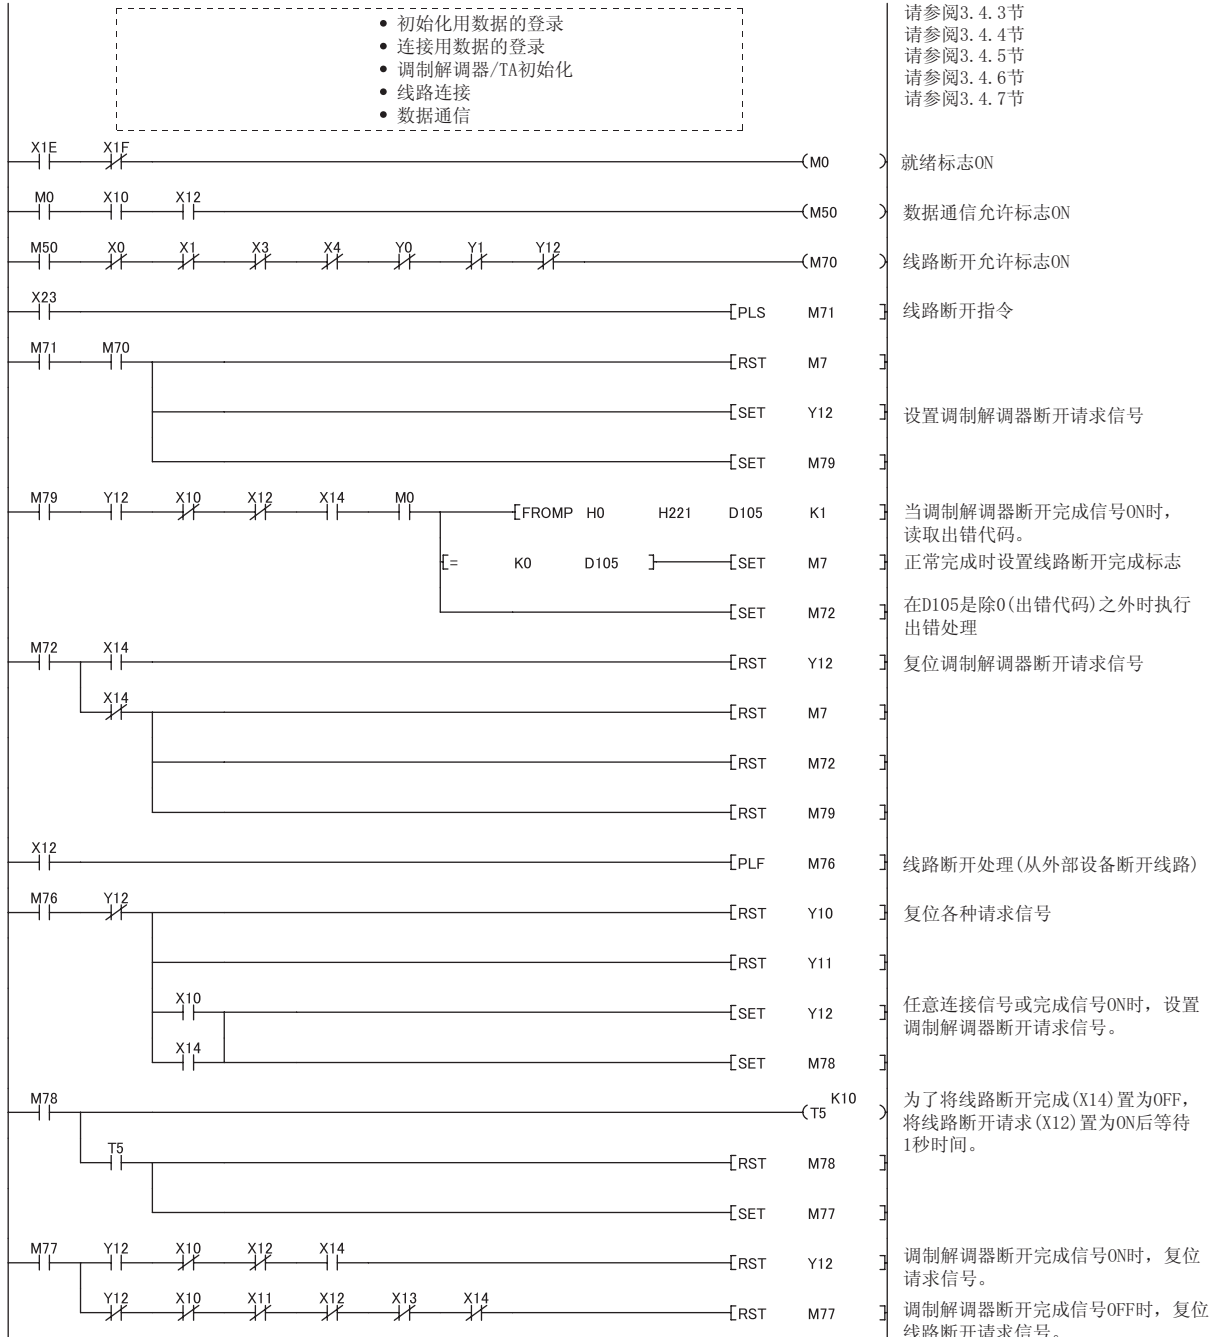 • 初始化用数据的登录 请参阅3.4.3节
• 连接用数据的登录 请参阅3.4.4节
• 调制解调器/TA初始化 请参阅3.4.5节
• 线路连接 请参阅3.4.6节
• 数据通信 请参阅3.4.7节
X1E X1F
M0 就绪标志ON
M0 X10 X12
M50 数据通信允许标志ON
M50 X0 X1 X3 X4 Y0 Y1 Y12
M70 线路断开允许标志ON
X23
PLS M71 线路断开指令
M71 M70
RST M7
SET Y12 设置调制解调器断开请求信号
SET M79
M79 Y12 X10 X12 X14 M0
FROMP H0 H221 D105 K1 当调制解调器断开完成信号ON时，
读取出错代码。
= K0 D105 SET M7 正常完成时设置线路断开完成标志
SET M72 在D105是除0(出错代码)之外时执行
出错处理
M72 X14
RST Y12 复位调制解调器断开请求信号
X14
RST M7
RST M72
RST M79
X12
PLF M76 线路断开处理(从外部设备断开线路)
M76 Y12
RST Y10 复位各种请求信号
RST Y11
X10
SET Y12 任意连接信号或完成信号ON时，设置
调制解调器断开请求信号。
X14
SET M78
M78 K10
T5 为了将线路断开完成(X14)置为OFF，
将线路断开请求(X12)置为ON后等待
1秒时间。
T5
RST M78
SET M77
M77 Y12 X10 X12 X14
RST Y12 调制解调器断开完成信号ON时，复位
请求信号。
Y12 X10 X11 X12 X13 X14
RST M77 调制解调器断开完成信号OFF时，复位
线路断开请求信号。